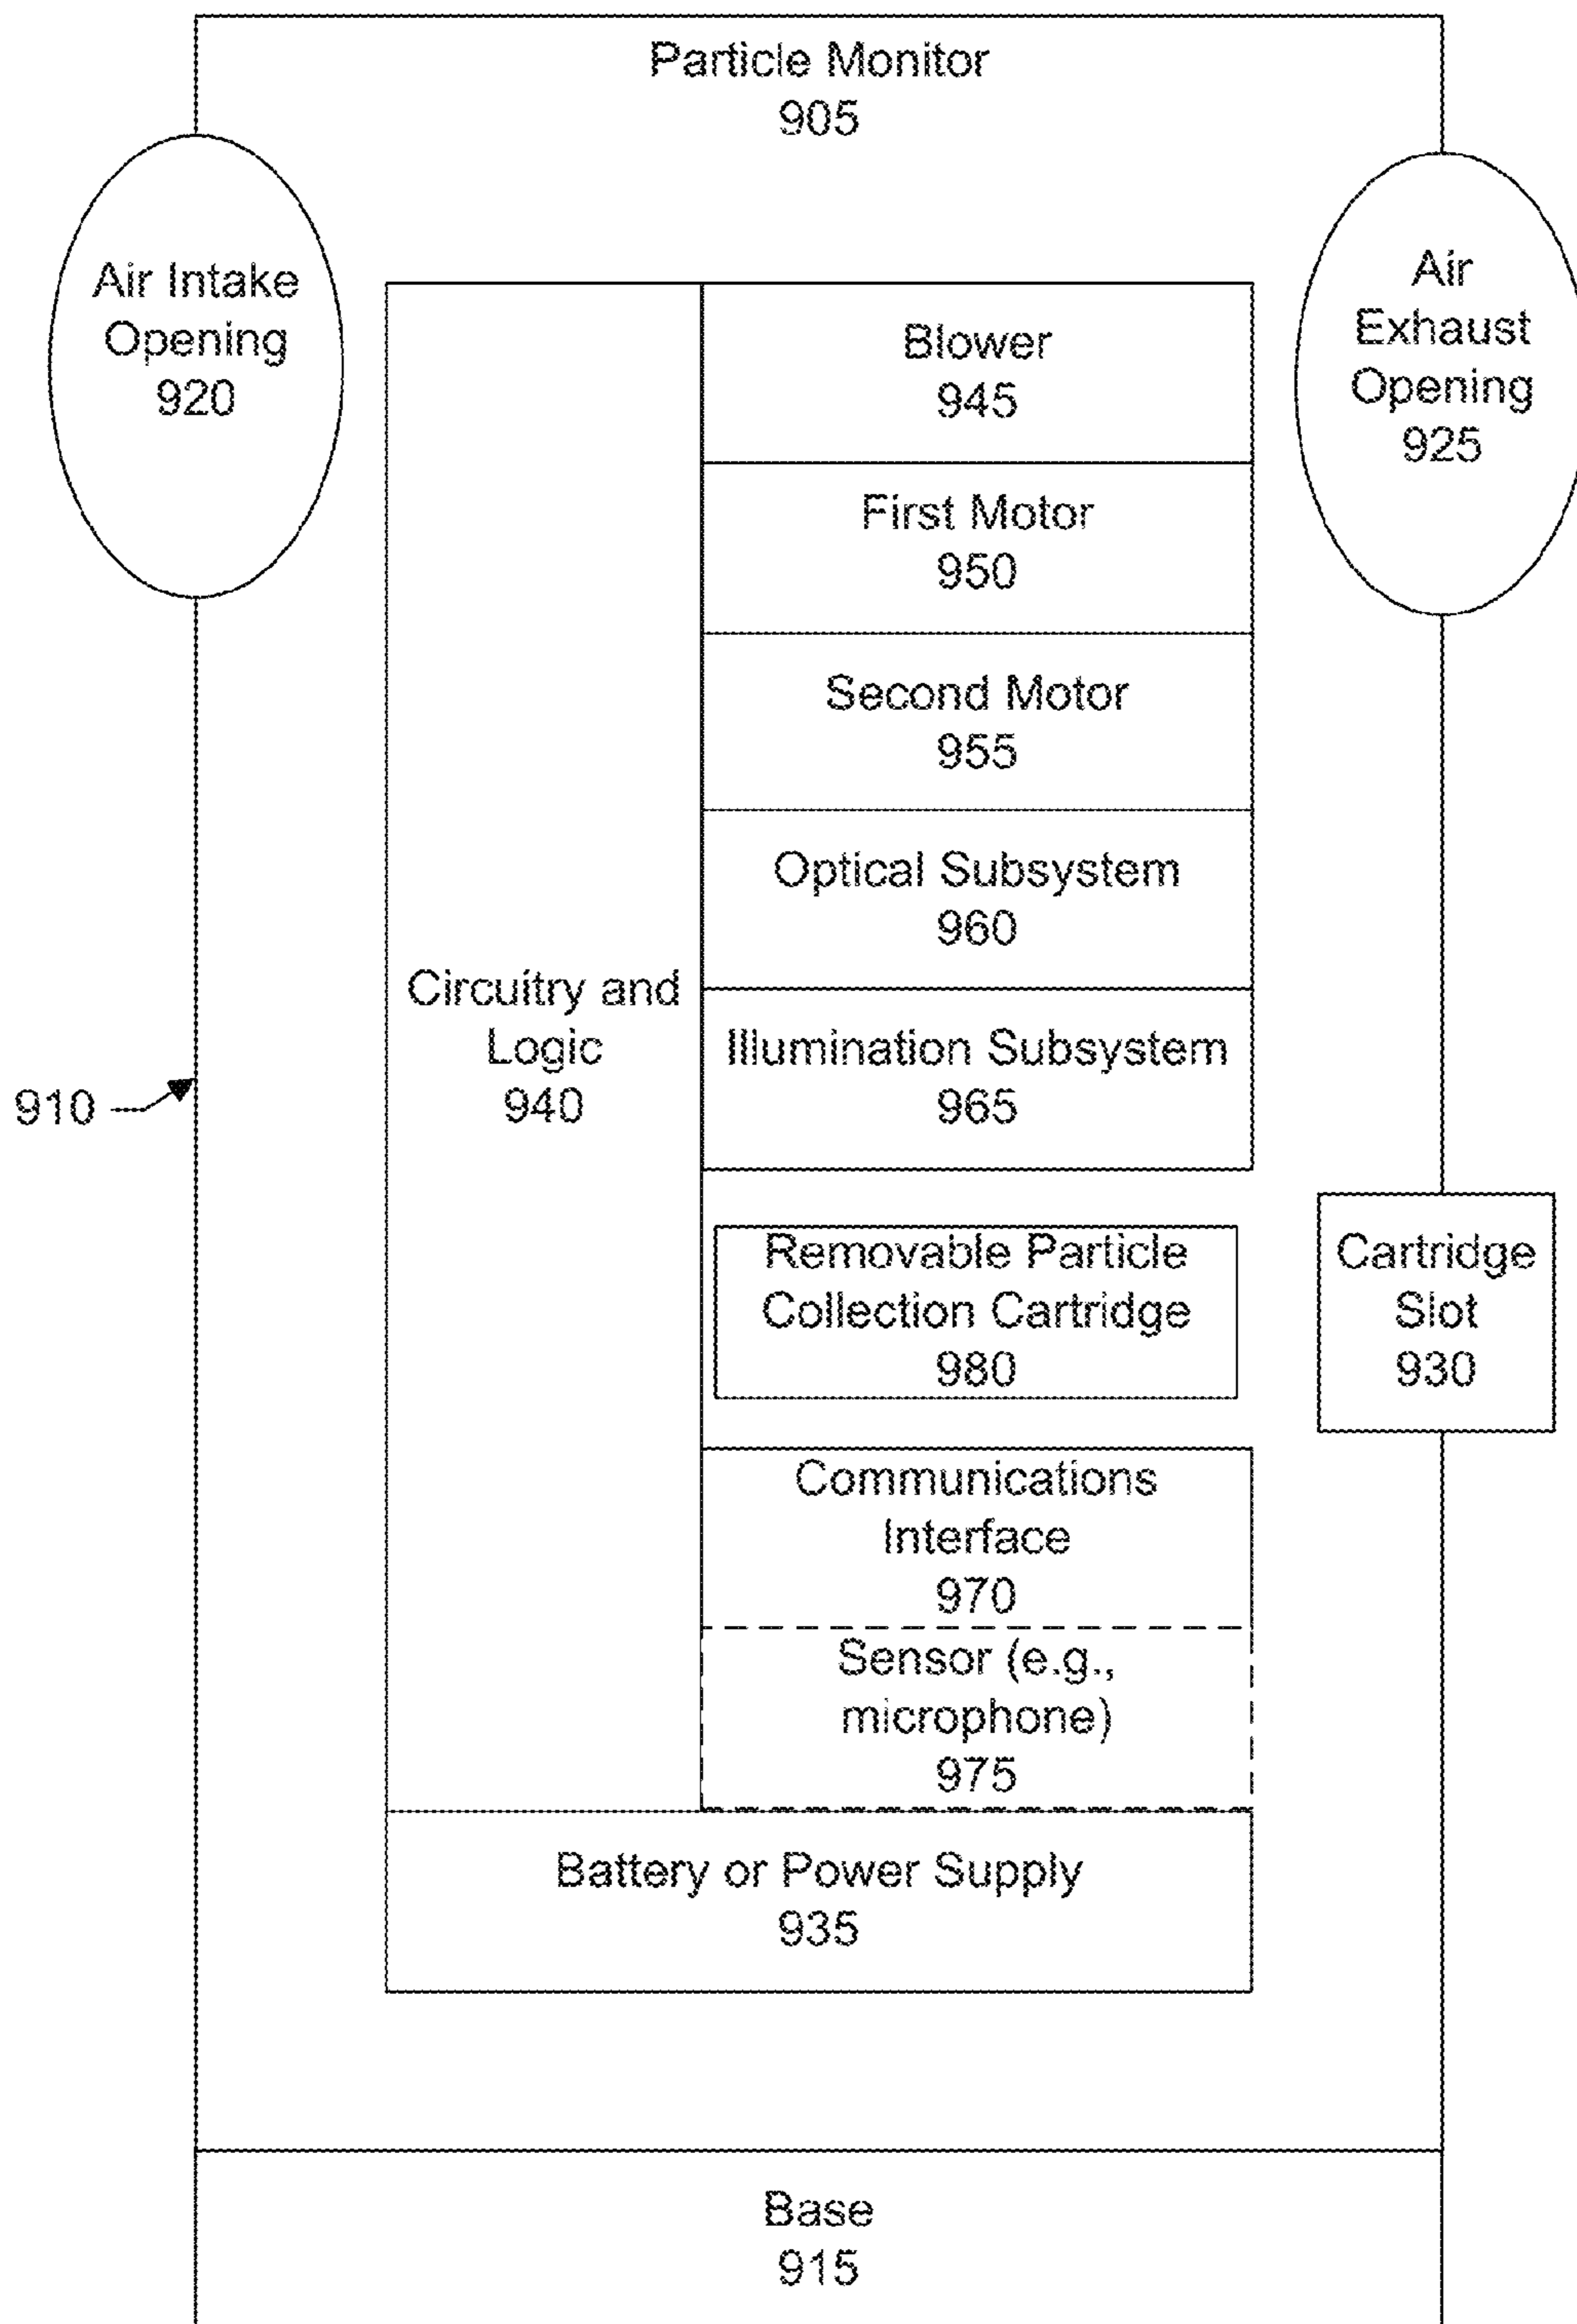 Particle Monitor
905
Air Intake
Opening
920
Air
Exhaust
Opening
925
Blower
945
First Motor
950
Second Motor
955
Optical Subsystem
960
Circuitry and
Logic
940
Illumination Subsystem
965
910
Removable Particle
Collection Cartridge
980
Cartridge
Slot
930
Communications
Interface
970
Sensor (e.g.,
microphone)
975
Battery or Power Supply
935
Base
915